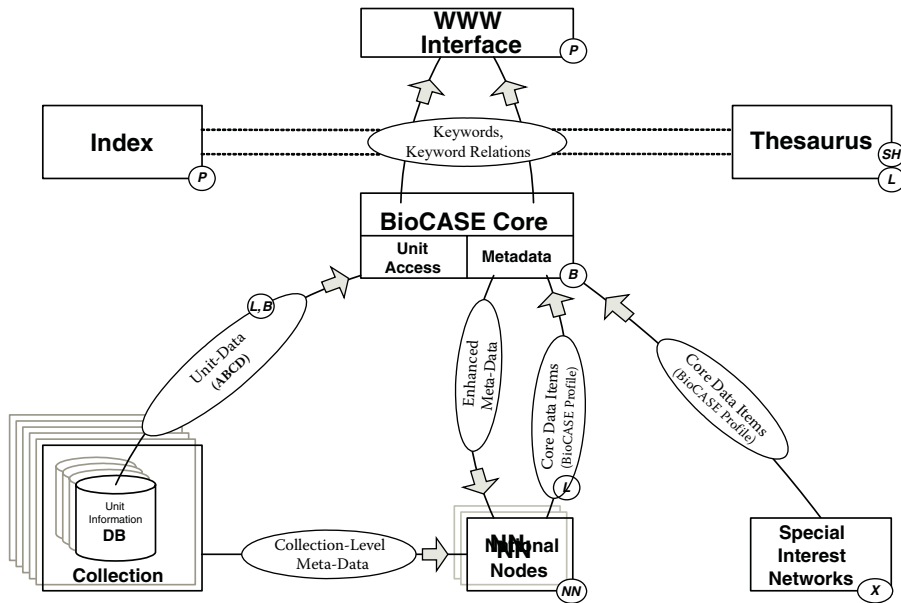 WWW
Interface
P
Index
P
Keywords,
Keyword Relations
Thesaurus
SH
L
BioCASE Core
Unit
Access
Metadata
B
L,B
Unit-Data
(ABCD)
Enhanced
Meta-Data
Core Data Items
(BioCASE Profile)
L
Core Data Items
(BioCASE Profile)
Unit
Information
DB
Collection
Collection-Level
Meta-Data
NN
National
Nodes
NN
Special
Interest
Networks
X